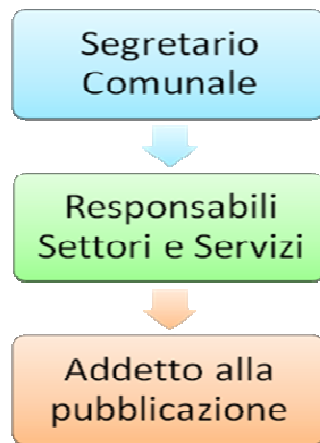 Segretario
Comunale
Responsabili
Settori e Servizi
Addetto alla
pubblicazione